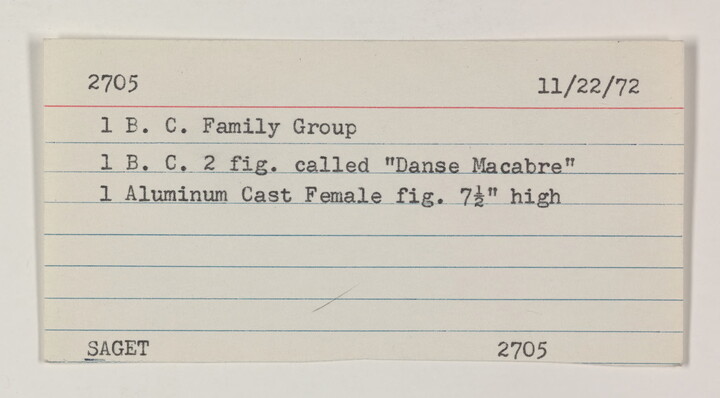 2705 11/22/72
1 B. C. Family Group
1 B. C. 2 fig. called "Danse Macabre"
1 Aluminum Cast Female fig. 7½" high
SAGET 2705